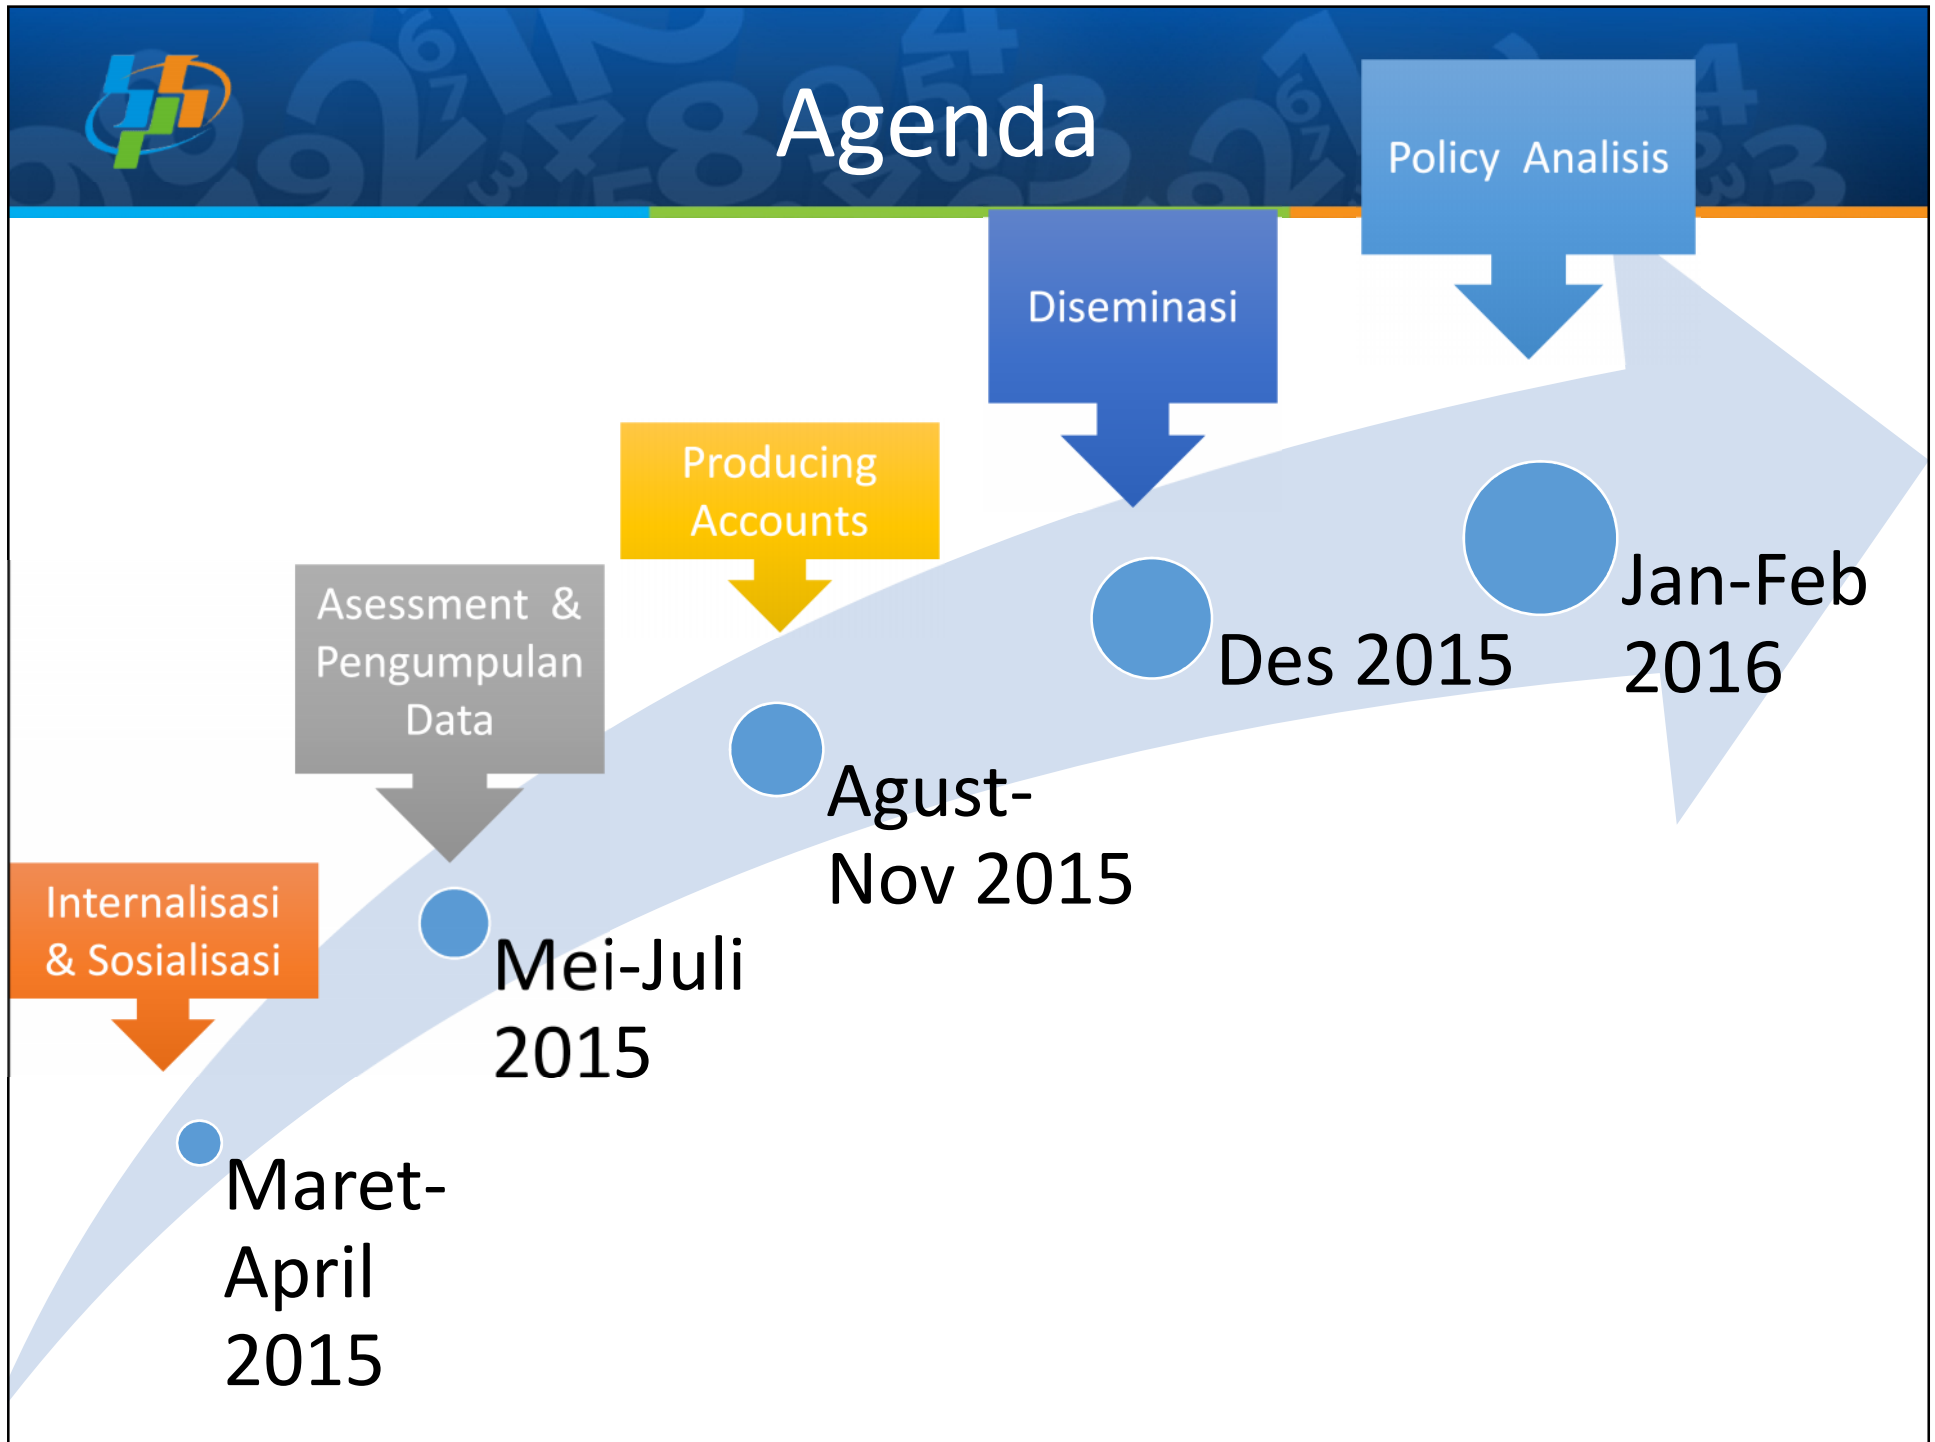 Agenda
Policy Analisis
Diseminasi
Producing
Accounts
Asessment &
Pengumpulan
Data
Internalisasi
& Sosialisasi
Maret-
April
2015
Mei-Juli
2015
Agust-
Nov 2015
Des 2015
Jan-Feb
2016